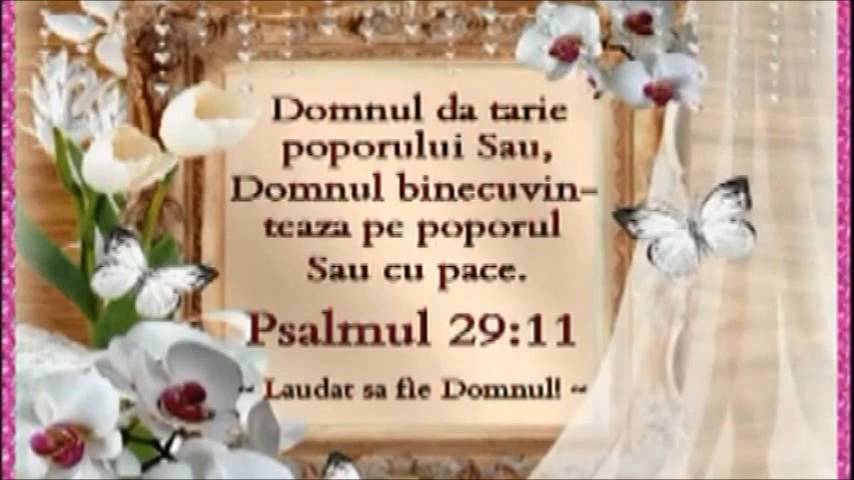 Domnul da tarie
poporului Sau,
Domnul binecuvin-
teaza pe poporul
Sau cu pace.
Psalmul 29:11
~ Laudat sa fie Domnul! ~